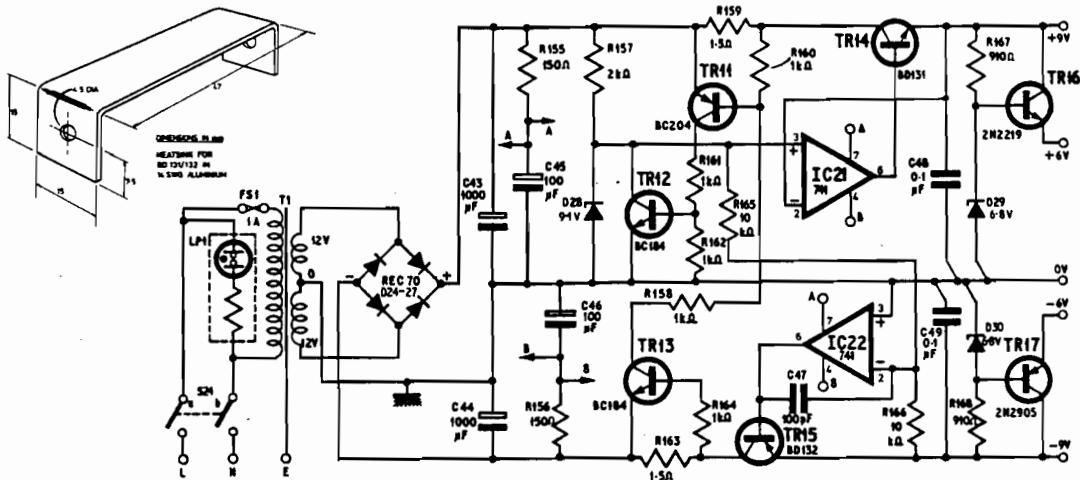 4.5 DIA
47
15
15
7.5
DIMENSIONS IN mm
HEATSINK FOR
BD 131/132 IN
16 SWG ALUMINIUM
FS1
1A
T1
LP1
12V
0
12V
S24
a
b
L
N
E
REC 70
D24-27
-
+
C43
1000
µF
C44
1000
µF
R155
150Ω
A
A
C45
100
µF
R157
2kΩ
D28
9·1V
C46
100
µF
B
B
R156
150Ω
TR11
BC204
R159
1·5Ω
R160
1kΩ
R161
1kΩ
R162
1kΩ
TR12
BC184
R165
10
kΩ
R158
1kΩ
TR13
BC184
R164
1kΩ
R163
1·5Ω
TR14
BD131
3
+
IC21
741
-
2
7
A
6
4
B
A
7
6
IC22
741
3
+
-
2
4
B
C47
100pF
TR15
BD132
R166
10
kΩ
C48
0·1
µF
C49
0·1
µF
R167
910Ω
D29
6·8V
D30
6·8V
R168
910Ω
TR16
2N2219
TR17
2N2905
+9V
+6V
0V
-6V
-9V